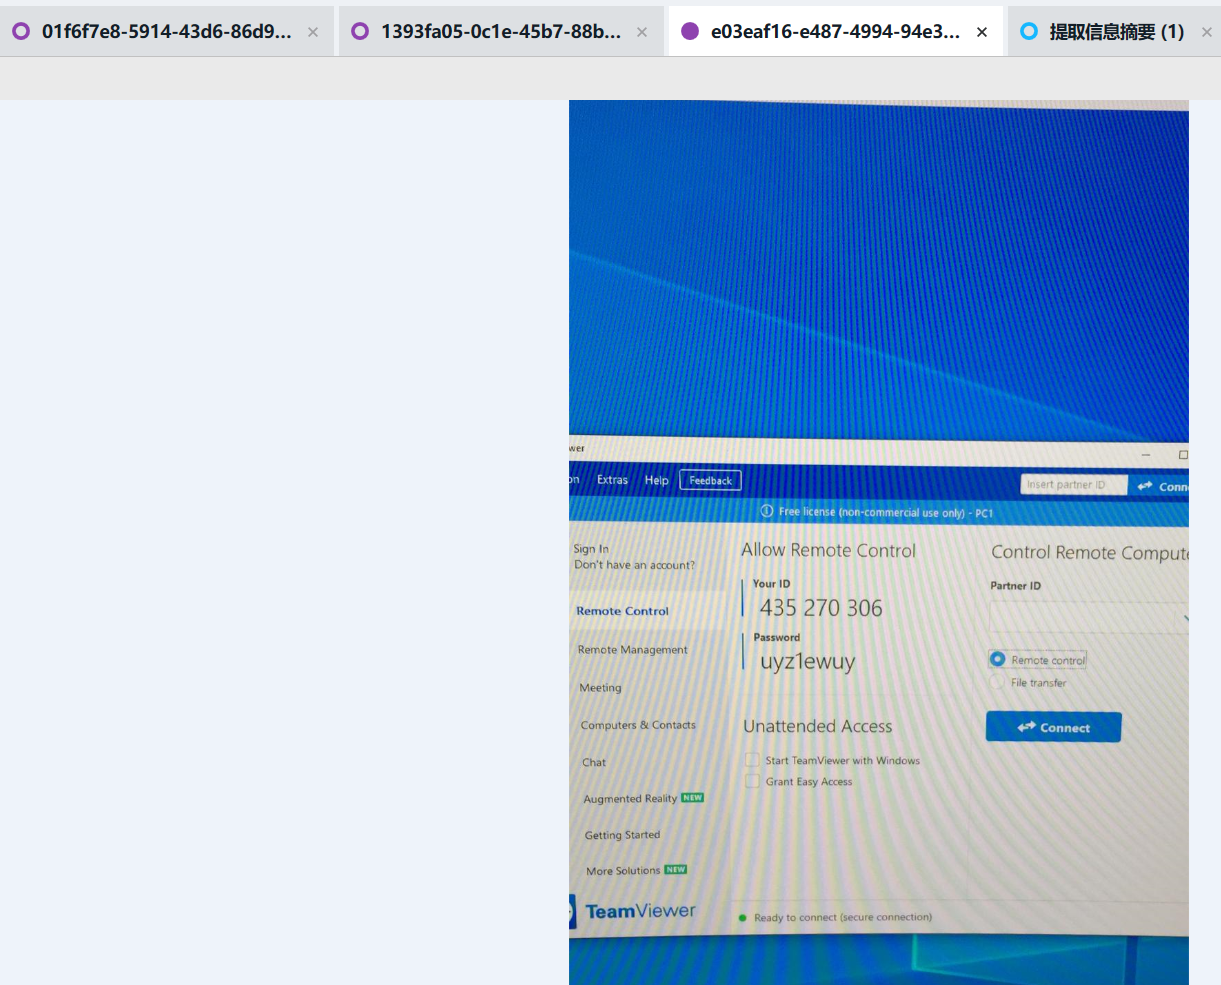 01f6f7e8-5914-43d6-86d9...
1393fa05-0c1e-45b7-88b...
e03eaf16-e487-4994-94e3...
提取信息摘要 (1)
wer
on Extras Help Feedback
Insert partner ID
Conne
Free license (non-commercial use only) - PC1
Sign In
Don't have an account?
Remote Control
Remote Management
Meeting
Computers & Contacts
Chat
Augmented Reality NEW
Getting Started
More Solutions NEW
TeamViewer
Allow Remote Control
Your ID
435 270 306
Password
uyz1ewuy
Unattended Access
Start TeamViewer with Windows
Grant Easy Access
Ready to connect (secure connection)
Control Remote Compute
Partner ID
Remote control
File transfer
Connect